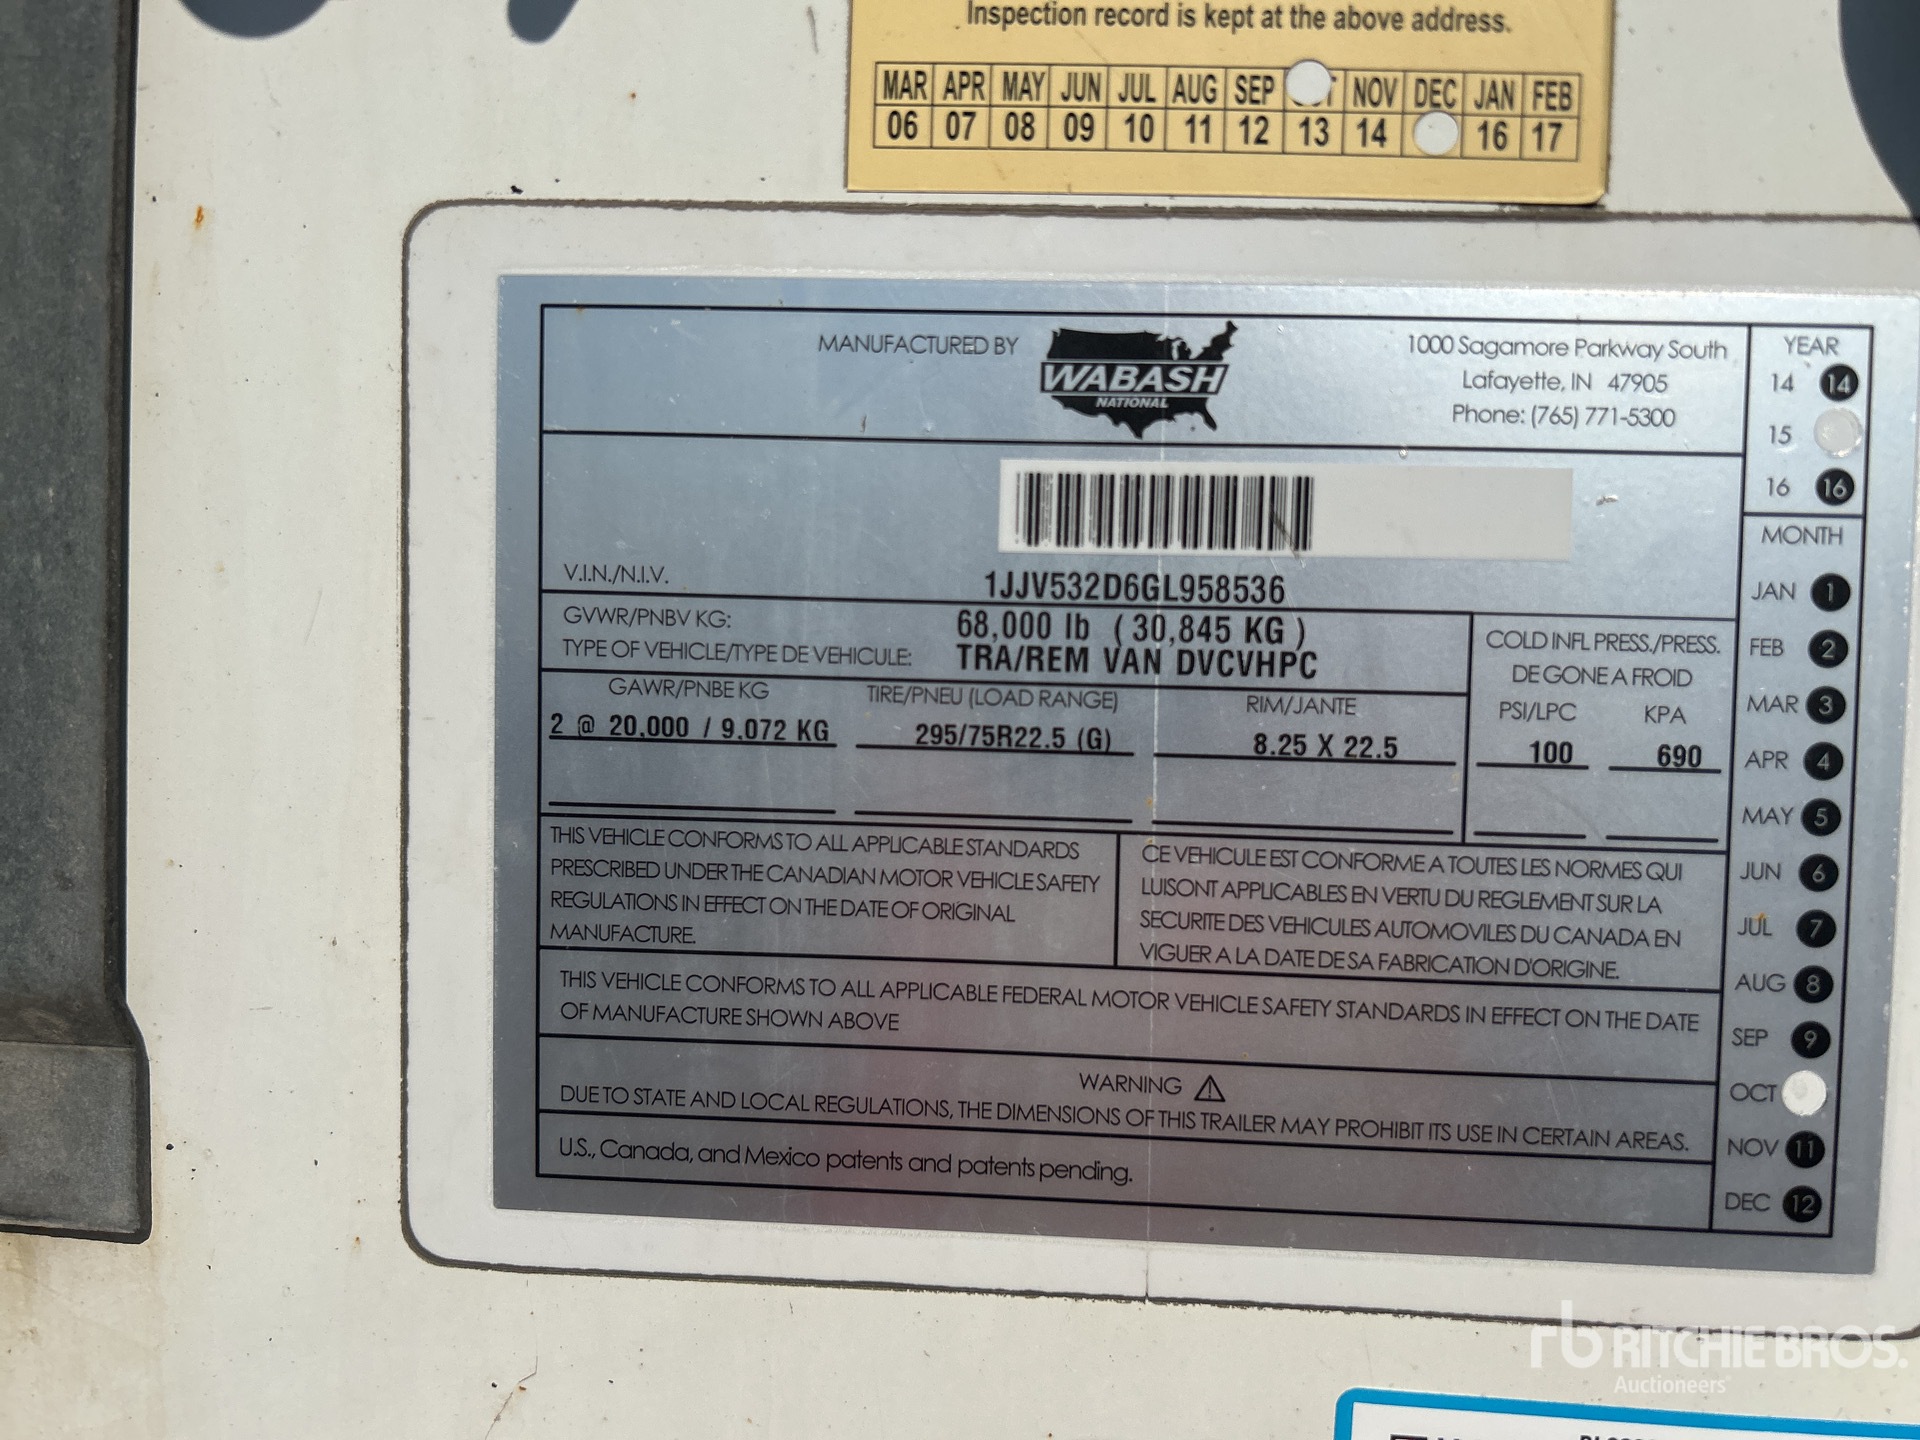 Inspection record is kept at the above address.
MAR APR MAY JUN JUL AUG SEP NOV DEC JAN FEB
06 07 08 09 10 11 12 13 14 16 17
MANUFACTURED BY
WABASH
NATIONAL
1000 Sagamore Parkway South
Lafayette, IN 47905
Phone: (765) 771-5300
YEAR
14 14
15
16 16
MONTH
JAN 1
FEB 2
MAR 3
APR 4
MAY 5
JUN 6
JUL 7
AUG 8
SEP 9
OCT
NOV 11
DEC 12
V.I.N./N.I.V. 1JJV532D6GL958536
GVWR/PNBV KG: 68,000 lb ( 30,845 KG )
TYPE OF VEHICLE/TYPE DE VEHICULE: TRA/REM VAN DVCVHPC
COLD INFL PRESS./PRESS.
DE GONE A FROID
GAWR/PNBE KG TIRE/PNEU (LOAD RANGE) RIM/JANTE PSI/LPC KPA
2 @ 20,000 / 9,072 KG 295/75R22.5 (G) 8.25 X 22.5 100 690
THIS VEHICLE CONFORMS TO ALL APPLICABLE STANDARDS
PRESCRIBED UNDER THE CANADIAN MOTOR VEHICLE SAFETY
REGULATIONS IN EFFECT ON THE DATE OF ORIGINAL
MANUFACTURE.
CE VEHICULE EST CONFORME A TOUTES LES NORMES QUI
LUISONT APPLICABLES EN VERTU DU REGLEMENT SUR LA
SECURITE DES VEHICULES AUTOMOVILES DU CANADA EN
VIGUER A LA DATE DE SA FABRICATION D'ORIGINE.
THIS VEHICLE CONFORMS TO ALL APPLICABLE FEDERAL MOTOR VEHICLE SAFETY STANDARDS IN EFFECT ON THE DATE
OF MANUFACTURE SHOWN ABOVE
WARNING
DUE TO STATE AND LOCAL REGULATIONS, THE DIMENSIONS OF THIS TRAILER MAY PROHIBIT ITS USE IN CERTAIN AREAS.
U.S., Canada, and Mexico patents and patents pending.
rb RITCHIE BROS.
Auctioneers